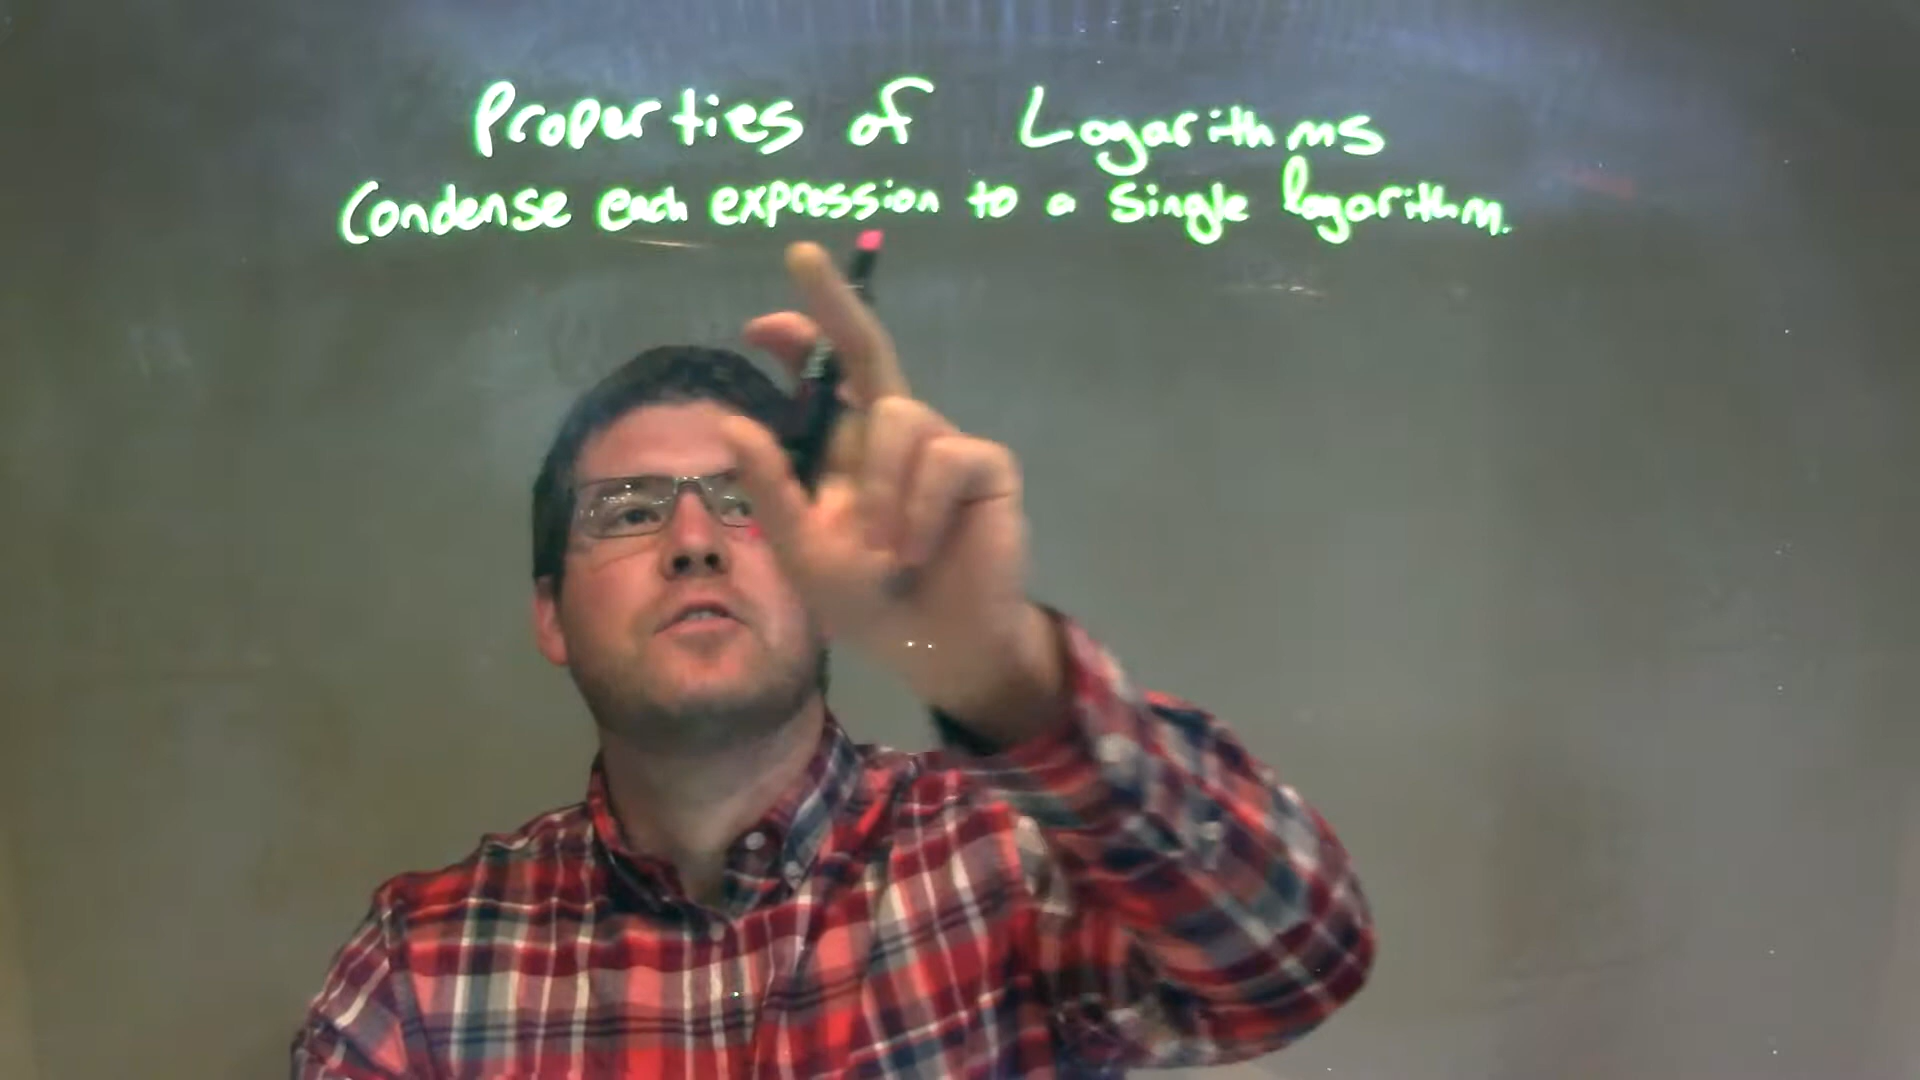 Properties of Logarithms
Condense each expression to a single logarithm.